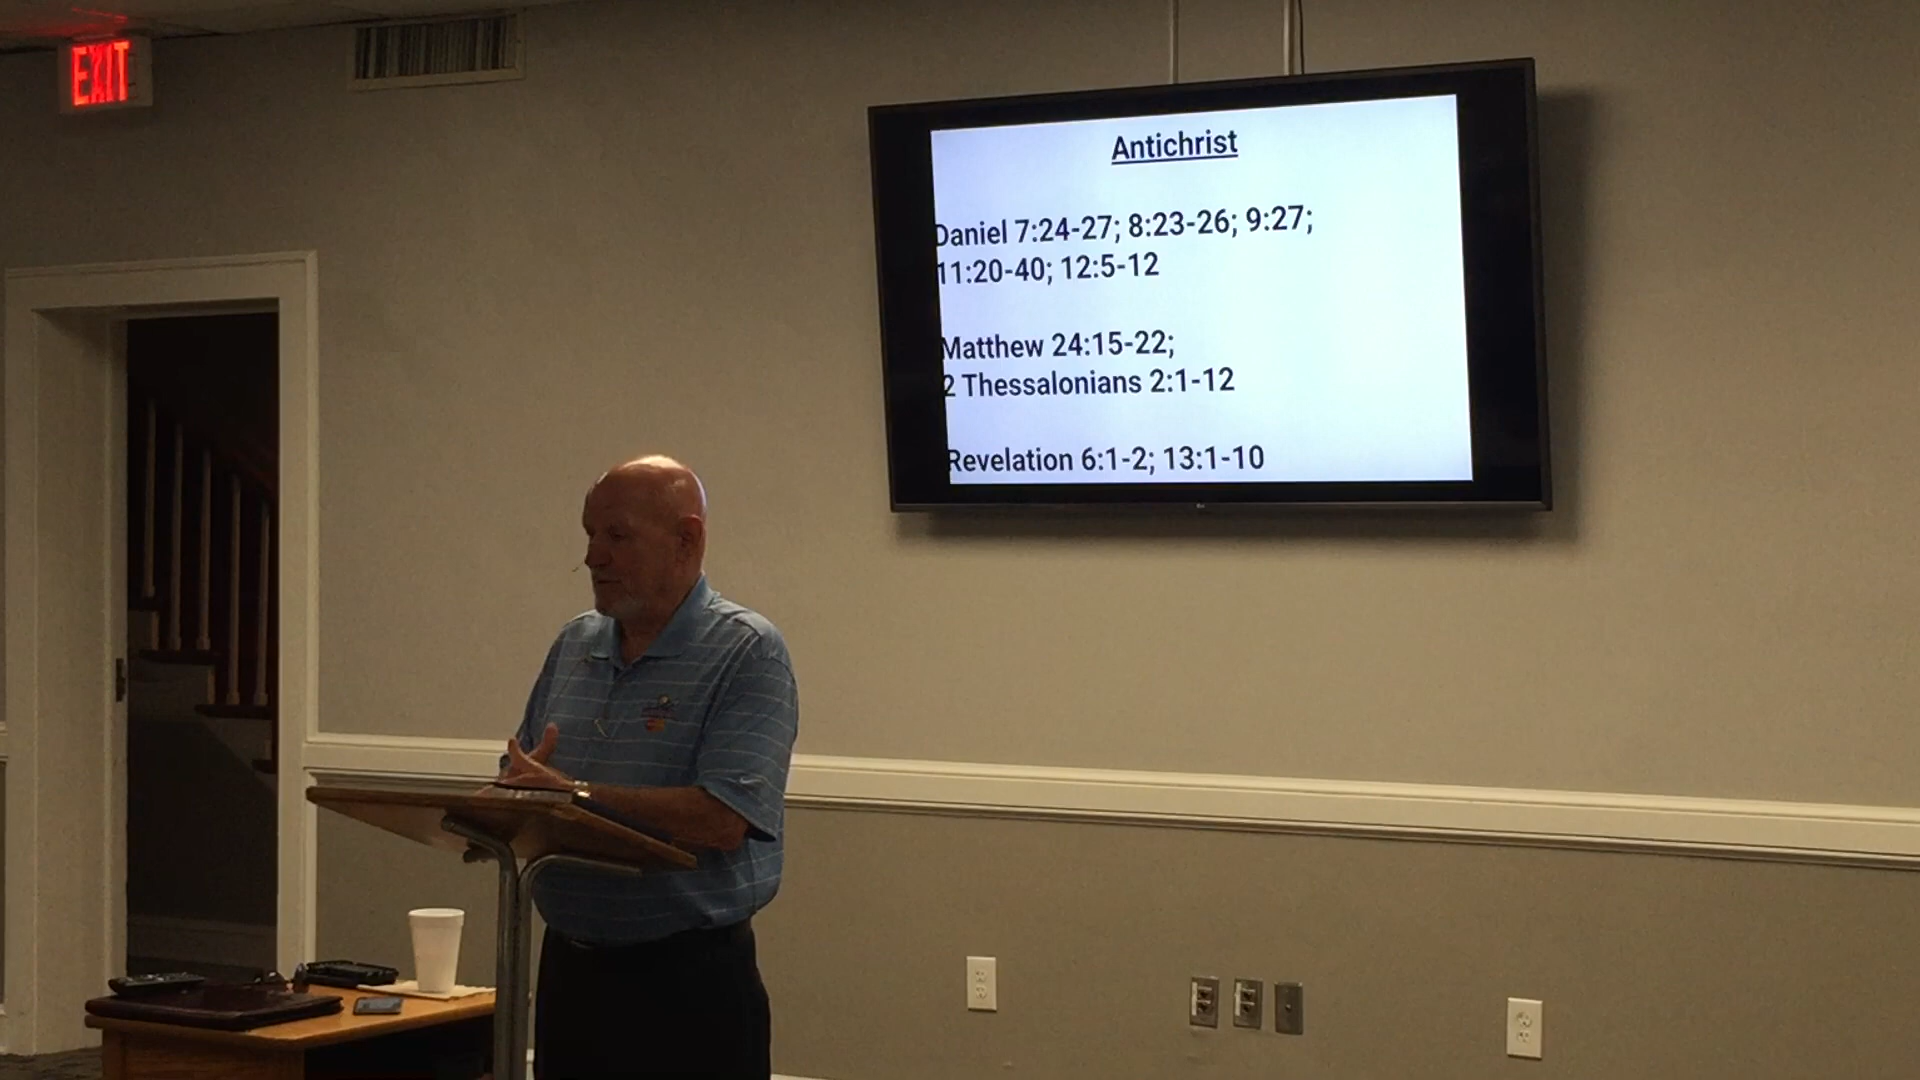 EXIT
Antichrist
Daniel 7:24-27; 8:23-26; 9:27;
11:20-40; 12:5-12
Matthew 24:15-22;
2 Thessalonians 2:1-12
Revelation 6:1-2; 13:1-10